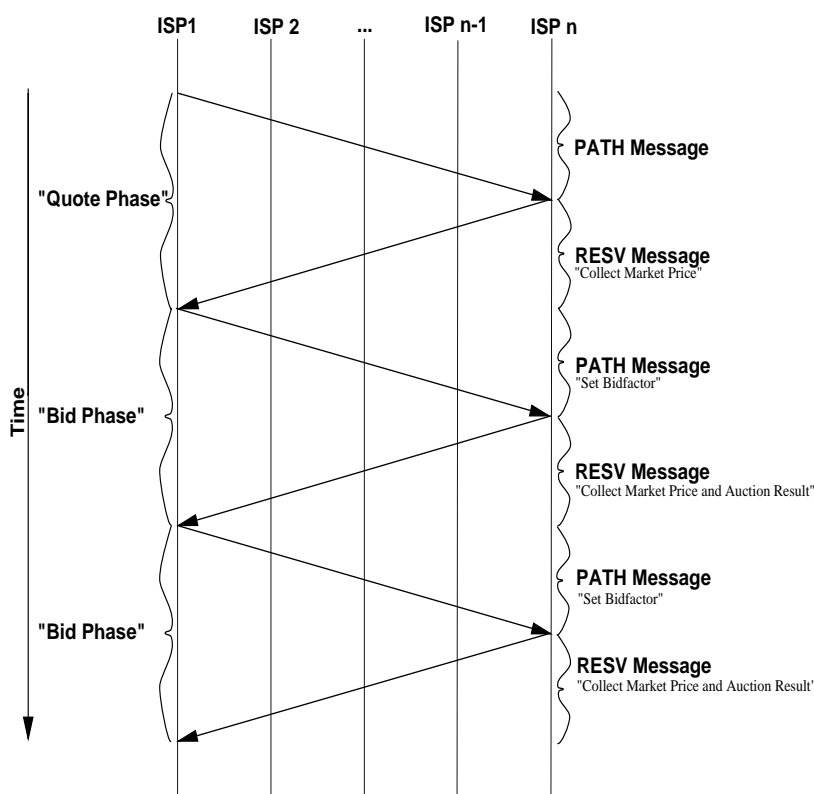 ISP1 ISP 2 ... ISP n-1 ISP n
PATH Message
"Quote Phase"
RESV Message
"Collect Market Price"
PATH Message
"Set Bidfactor"
Time
"Bid Phase"
RESV Message
"Collect Market Price and Auction Result"
PATH Message
"Set Bidfactor"
"Bid Phase"
RESV Message
"Collect Market Price and Auction Result"